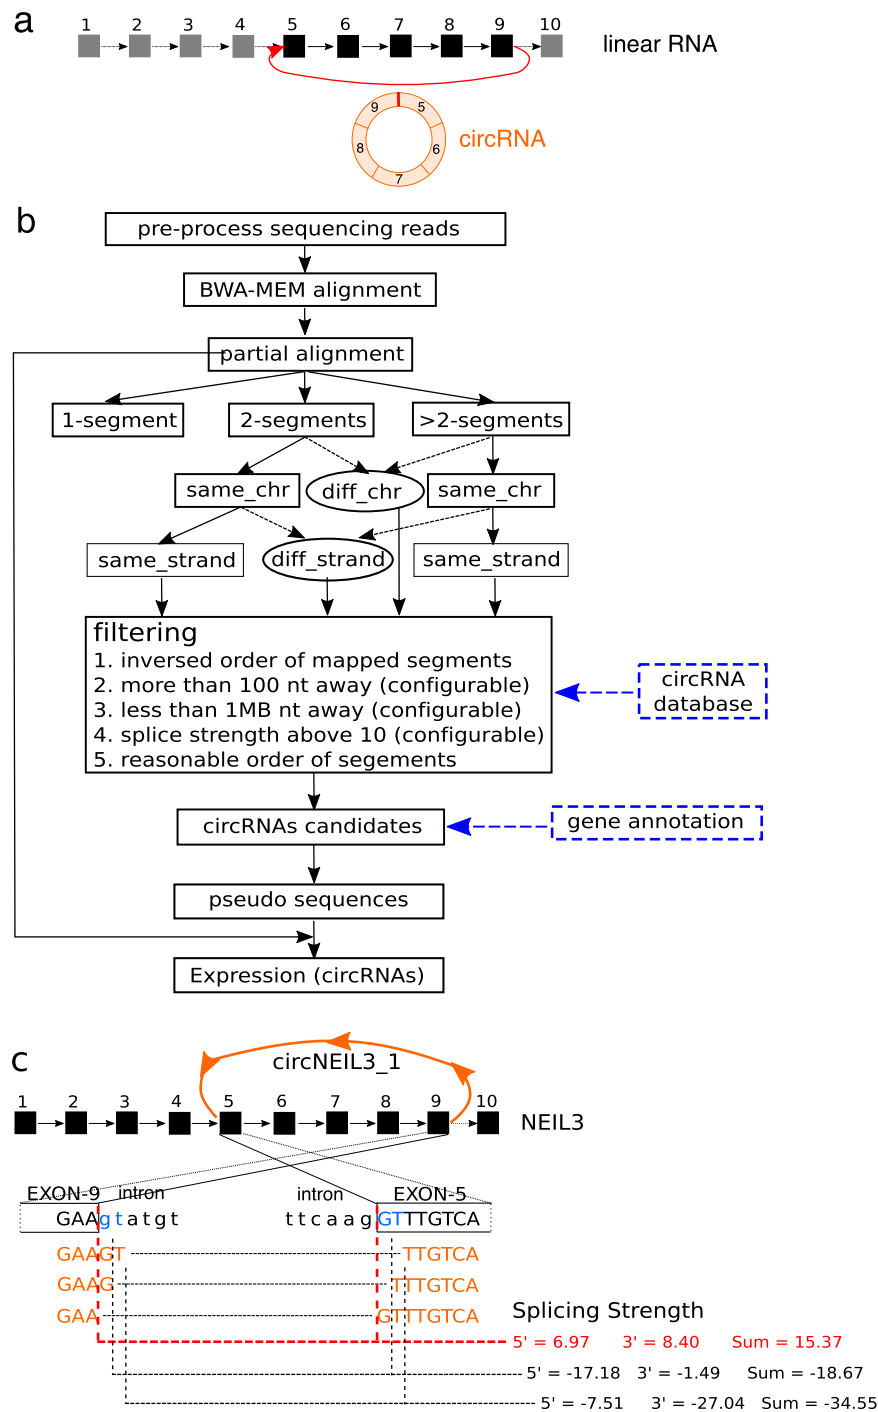 a
1 2 3 4 5 6 7 8 9 10
linear RNA
9 5
8 6
7
circRNA
b
pre-process sequencing reads
BWA-MEM alignment
partial alignment
1-segment 2-segments >2-segments
same_chr diff_chr same_chr
same_strand diff_strand same_strand
filtering
1. inversed order of mapped segments
2. more than 100 nt away (configurable)
3. less than 1MB nt away (configurable)
4. splice strength above 10 (configurable)
5. reasonable order of segements
circRNA
database
circRNAs candidates
gene annotation
pseudo sequences
Expression (circRNAs)
c
circNEIL3_1
1 2 3 4 5 6 7 8 9 10
NEIL3
EXON-9 intron intron EXON-5
GAAgtatgt ttcaagGTTTGTCA
GAAGT TTGTCA
GAAG TTTGTCA
GAA GTTTGTCA
Splicing Strength
5' = 6.97 3' = 8.40 Sum = 15.37
5' = -17.18 3' = -1.49 Sum = -18.67
5' = -7.51 3' = -27.04 Sum = -34.55